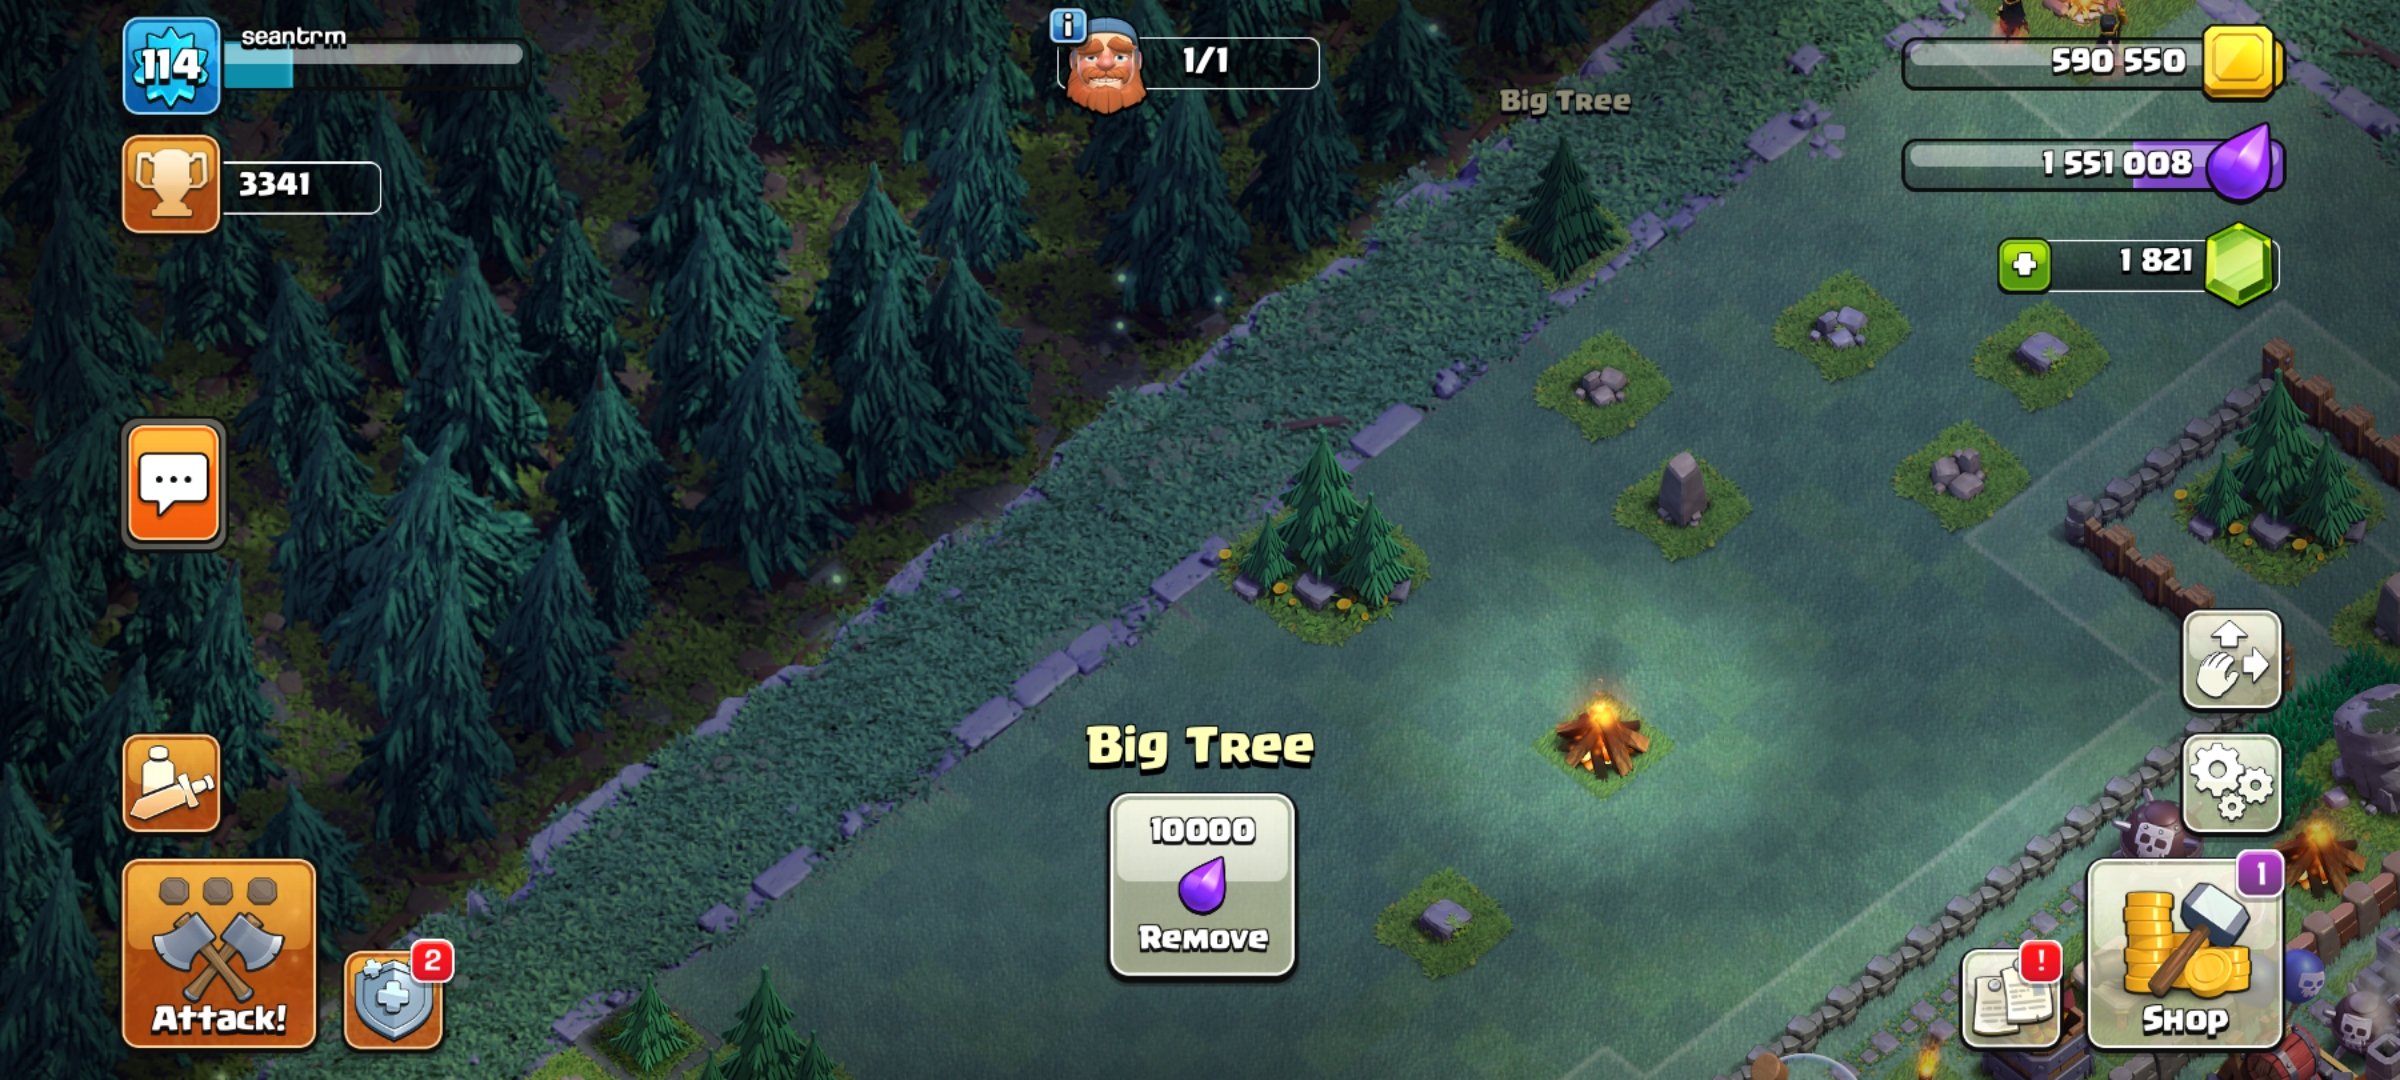 114
seantrm
1/1
590 550
Big Tree
1 551 008
3341
1 821
Big Tree
10000
Remove
1
2
!
Attack!
Shop